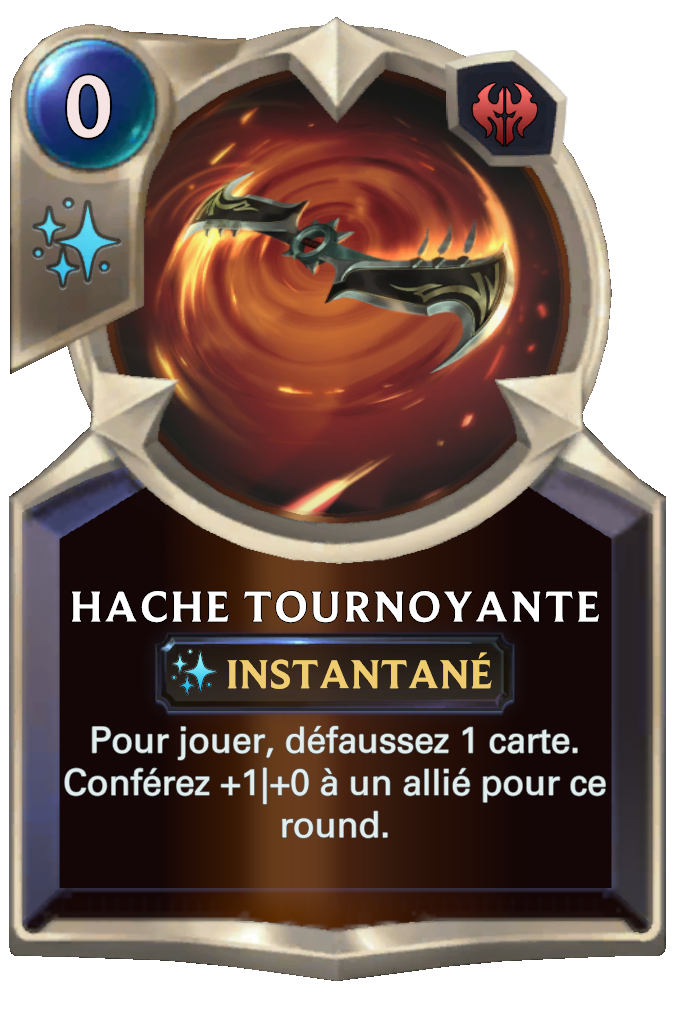 0
HACHE TOURNOYANTE
INSTANTANÉ
Pour jouer, défaussez 1 carte.
Conférez +1|+0 à un allié pour ce
round.